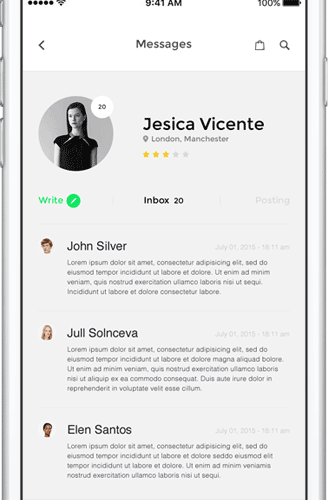 9:41 AM 100%
Messages
20
Jesica Vicente
London, Manchester
Write Inbox 20 Posting
John Silver July 01, 2015 - 16:11 am
Lorem ipsum dolor sit amet, consectetur adipisicing elit, sed do
eiusmod tempor incididunt ut labore et dolore. Ut enim ad minim
veniam, quis nostrud exercitation ullamco laboris nisi ut sequi.
Incididunt ut labore et dolore consectetur labore.
Jull Solnceva July 01, 2015 - 16:11 am
Lorem ipsum dolor sit amet, consectetur adipisicing elit, sed do
eiusmod tempor incididunt ut labore et dolore magna aliquad bolore.
Ut enim ad minim veniam, quis nostrud exercitation ullamco laboris
nisi ut aliquip ex ea commodo consequat. Duis aute irure dolor in
reprehenderit in voluptate velit esse cillum.
Elen Santos July 01, 2015 - 16:11 am
Lorem ipsum dolor sit amet, consectetur adipisicing elit, sed do
eiusmod tempor incididunt ut labore et dolore seddo eiusmod elit
tempor incididunt. Ut enim ad minim veniam, quis nostrud
exercitation ullamco laboris nisi ut sequi.